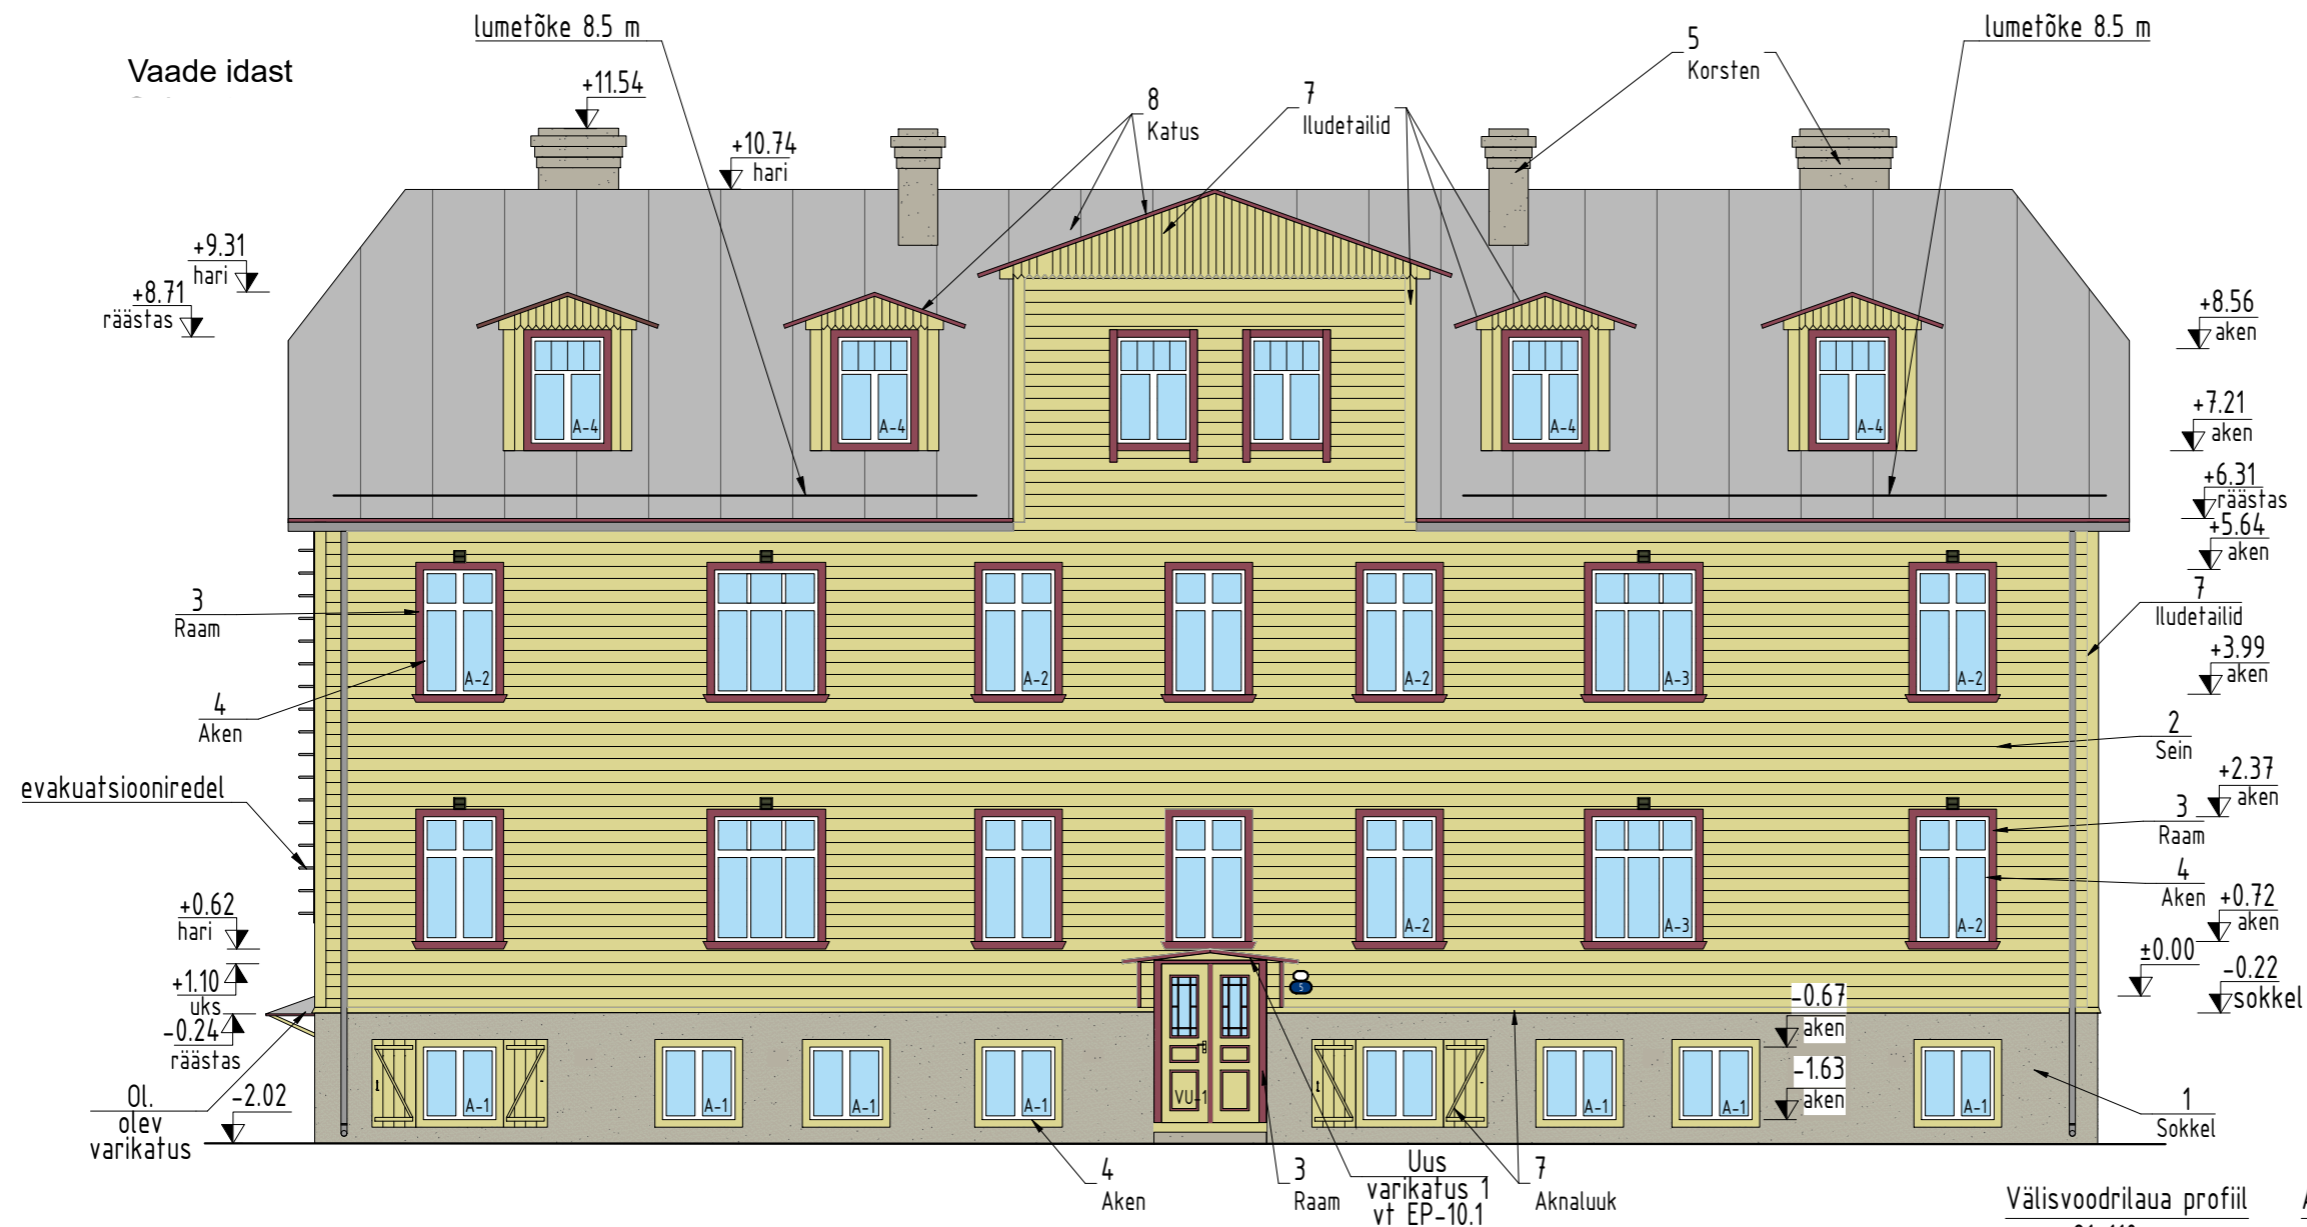 lumetõke 8.5 m
lumetõke 8.5 m
Vaade idast
5
Korsten
+11.54
8
Katus
7
Iludetailid
+10.74
hari
+9.31
hari
+8.71
räästas
+8.56
aken
+7.21
aken
A-4
A-4
A-4
A-4
+6.31
räästas
+5.64
aken
3
Raam
7
Iludetailid
+3.99
aken
A-2
A-2
A-2
A-3
A-2
4
Aken
2
Sein
evakuatsiooniredel
+2.37
aken
3
Raam
4
Aken
+0.62
hari
+0.72
aken
A-2
A-3
A-2
±0.00
+1.10
uks
-0.22
sokkel
5
-0.67
aken
-0.24
räästas
-1.63
aken
Ol.
olev
varikatus
-2.02
A-1
A-1
A-1
A-1
VU-1
A-1
A-1
A-1
1
Sokkel
4
Aken
3
Raam
Uus
varikatus 1
vt EP-10.1
7
Aknaluuk
Välisvoodrilaua profiil